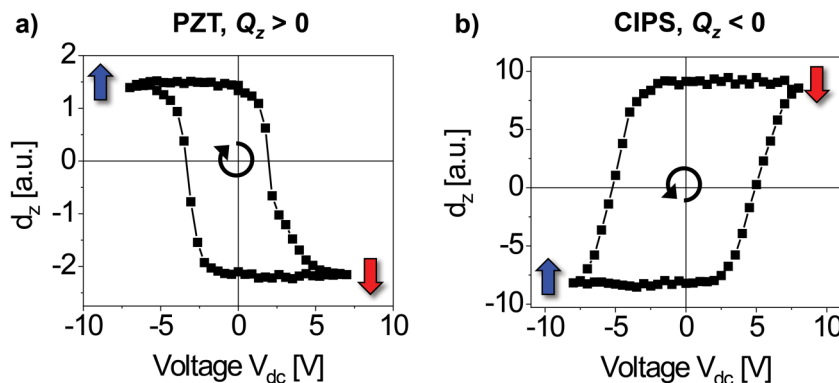 a) PZT, Qz > 0
2
1
0
-1
-2
dz [a.u.]
-10 -5 0 5 10
Voltage Vdc [V]
b) CIPS, Qz < 0
10
5
0
-5
-10
dz [a.u.]
-10 -5 0 5 10
Voltage Vdc [V]